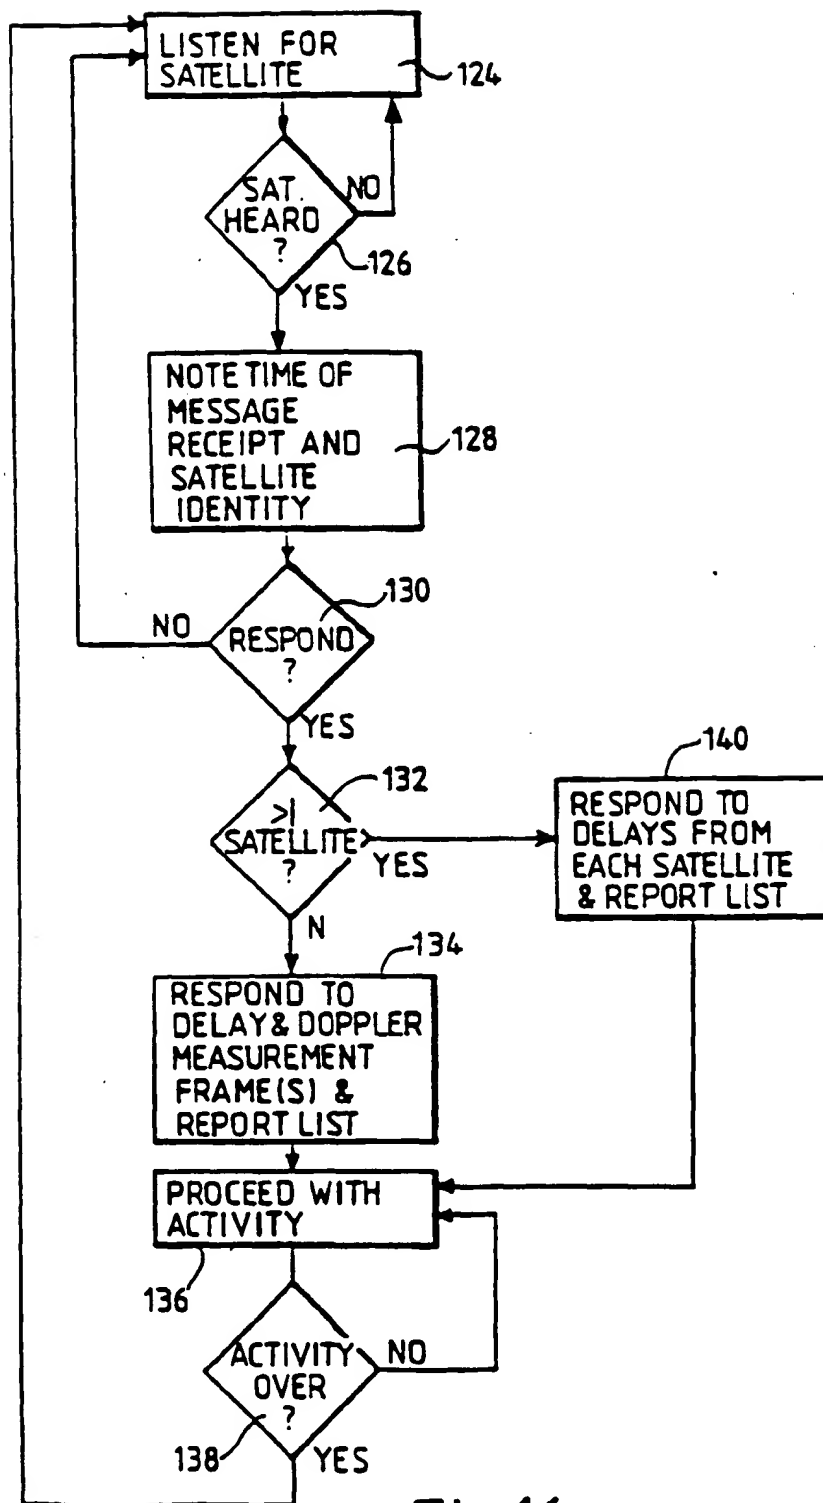 LISTEN FOR
SATELLITE
124
SAT.
HEARD
?
NO
126
YES
NOTE TIME OF
MESSAGE
RECEIPT AND
SATELLITE
IDENTITY
128
130
NO
RESPOND
?
YES
132
>1
SATELLITE
?
YES
140
RESPOND TO
DELAYS FROM
EACH SATELLITE
& REPORT LIST
N
134
RESPOND TO
DELAY & DOPPLER
MEASUREMENT
FRAME(S) &
REPORT LIST
PROCEED WITH
ACTIVITY
136
ACTIVITY
OVER
?
NO
138
YES